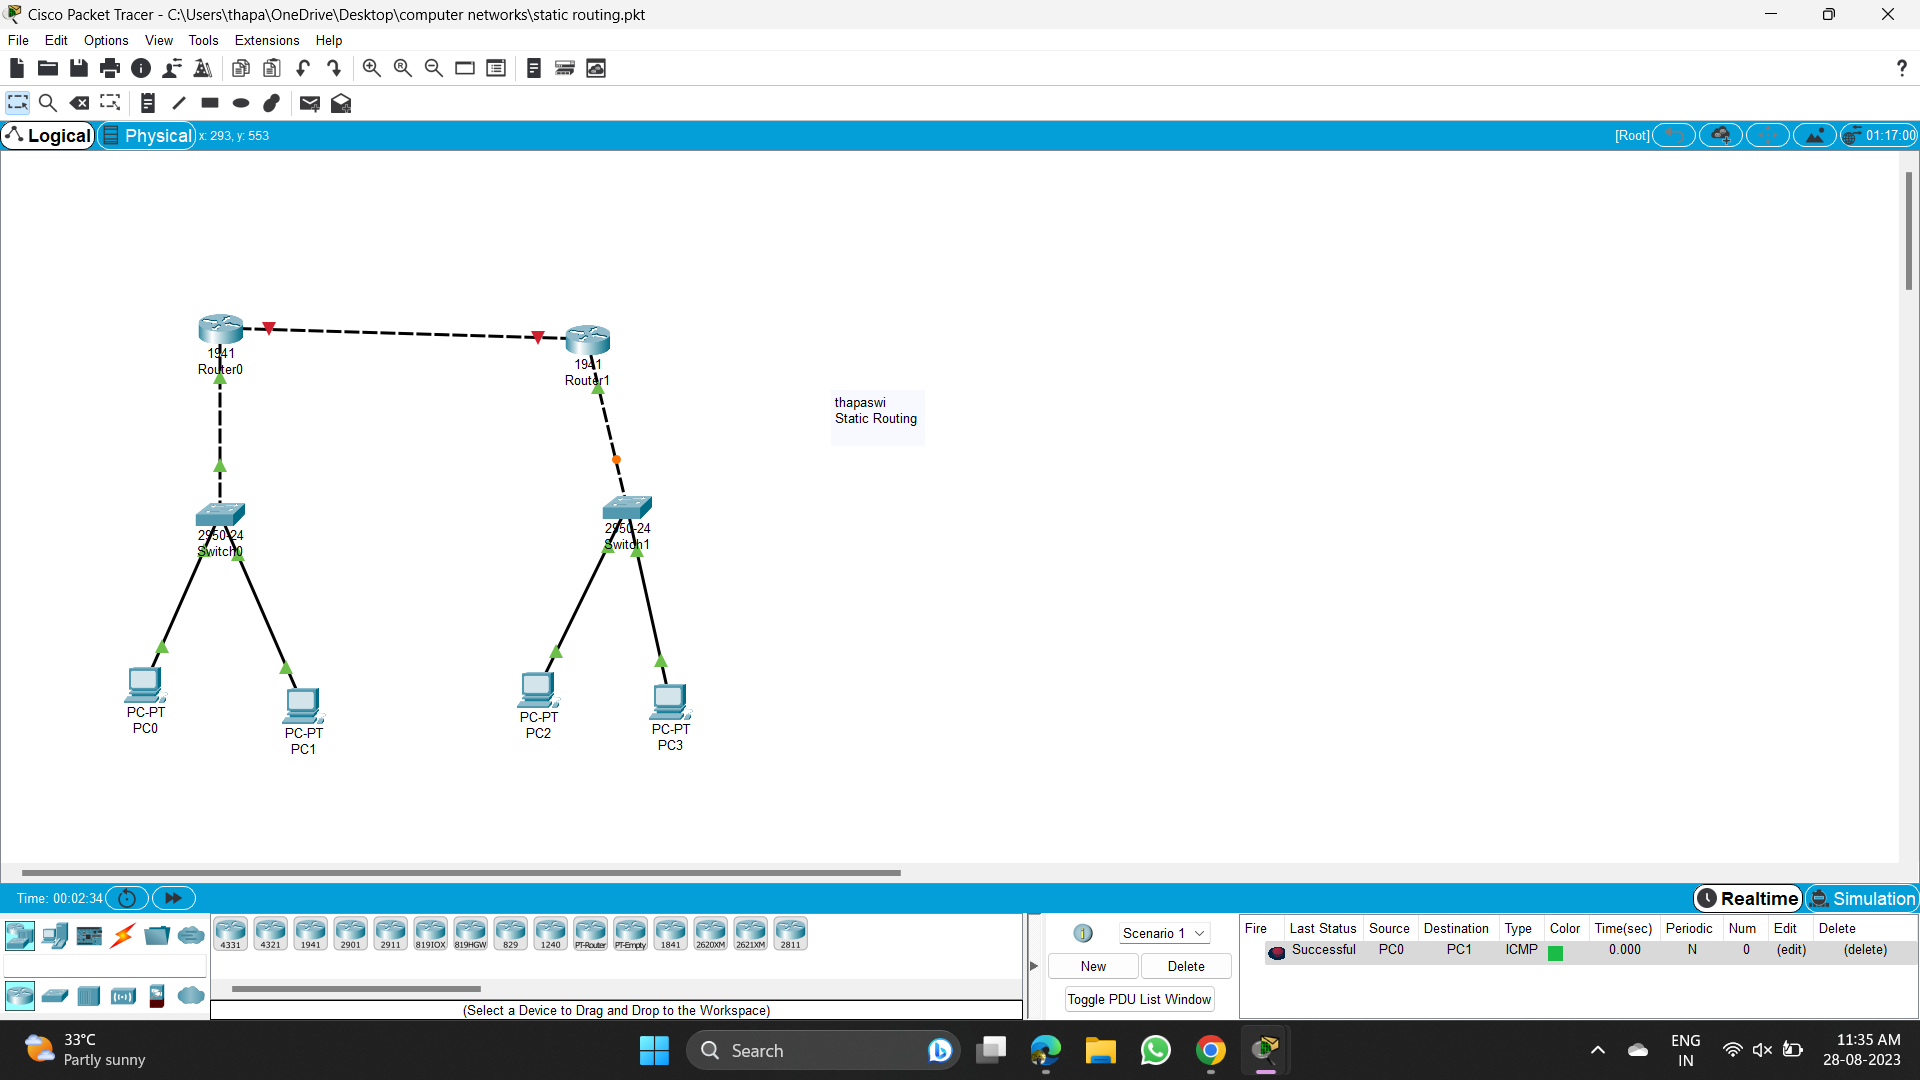 Cisco Packet Tracer - C:\Users\thapa\OneDrive\Desktop\computer networks\static routing.pkt
File Edit Options View Tools Extensions Help
?
Logical Physical x: 293, y: 553 [Root] 01:17:00
1941
Router0
1941
Router1
thapaswi
Static Routing
2950-24
Switch0
2950-24
Switch1
PC-PT
PC0
PC-PT
PC1
PC-PT
PC2
PC-PT
PC3
Time: 00:02:34 Realtime Simulation
4331 4321 1941 2901 2911 819IOX 819HGW 829 1240 PT-Router PT-Empty 1841 2620XM 2621XM 2811
(Select a Device to Drag and Drop to the Workspace)
Scenario 1
New Delete
Toggle PDU List Window
Fire Last Status Source Destination Type Color Time(sec) Periodic Num Edit Delete
Successful PC0 PC1 ICMP 0.000 N 0 (edit) (delete)
33°C
Partly sunny
Search
ENG
IN
11:35 AM
28-08-2023